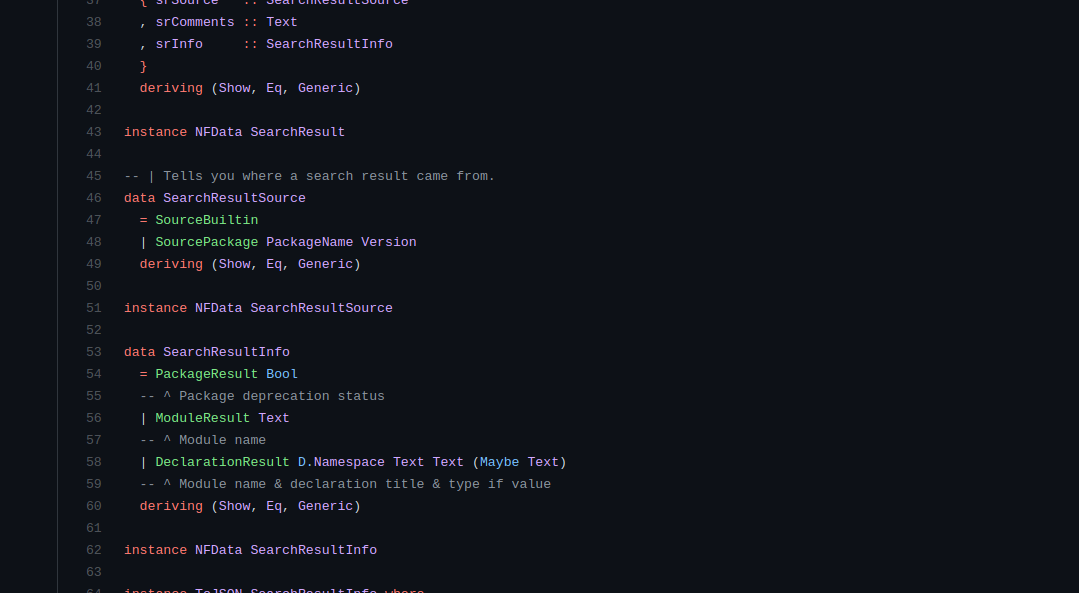 37   { srSource   :: SearchResultSource
38   , srComments :: Text
39   , srInfo     :: SearchResultInfo
40   }
41   deriving (Show, Eq, Generic)
42
43 instance NFData SearchResult
44
45 -- | Tells you where a search result came from.
46 data SearchResultSource
47   = SourceBuiltin
48   | SourcePackage PackageName Version
49   deriving (Show, Eq, Generic)
50
51 instance NFData SearchResultSource
52
53 data SearchResultInfo
54   = PackageResult Bool
55   -- ^ Package deprecation status
56   | ModuleResult Text
57   -- ^ Module name
58   | DeclarationResult D.Namespace Text Text (Maybe Text)
59   -- ^ Module name & declaration title & type if value
60   deriving (Show, Eq, Generic)
61
62 instance NFData SearchResultInfo
63
64 instance ToJSON SearchResultInfo where